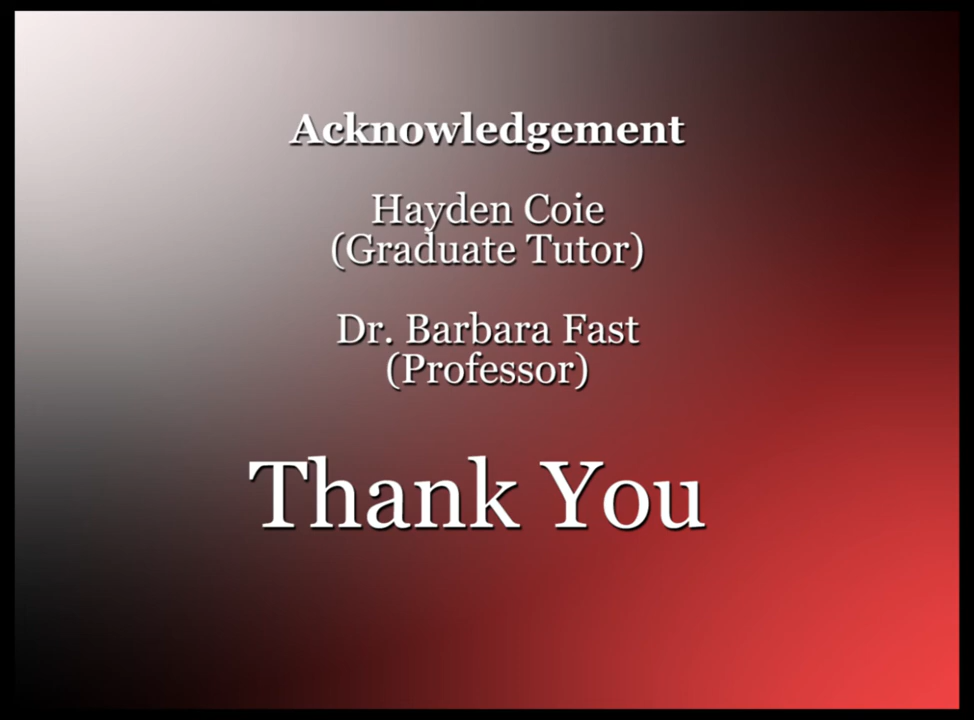 Acknowledgement
Hayden Coie
(Graduate Tutor)
Dr. Barbara Fast
(Professor)
Thank You